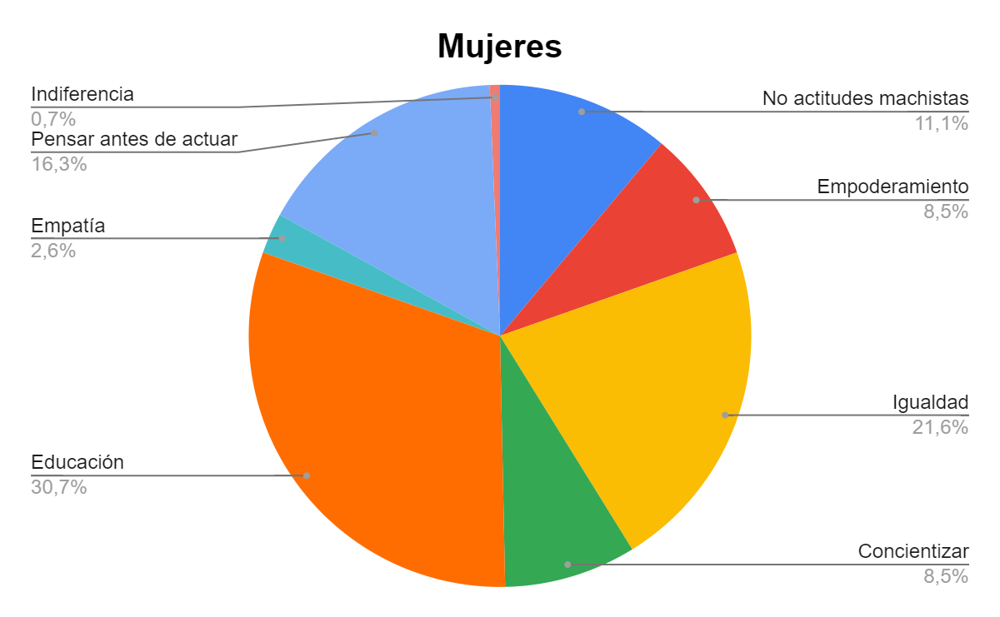 Mujeres
Indiferencia
0,7%
Pensar antes de actuar
16,3%
Empatía
2,6%
Educación
30,7%
No actitudes machistas
11,1%
Empoderamiento
8,5%
Igualdad
21,6%
Concientizar
8,5%